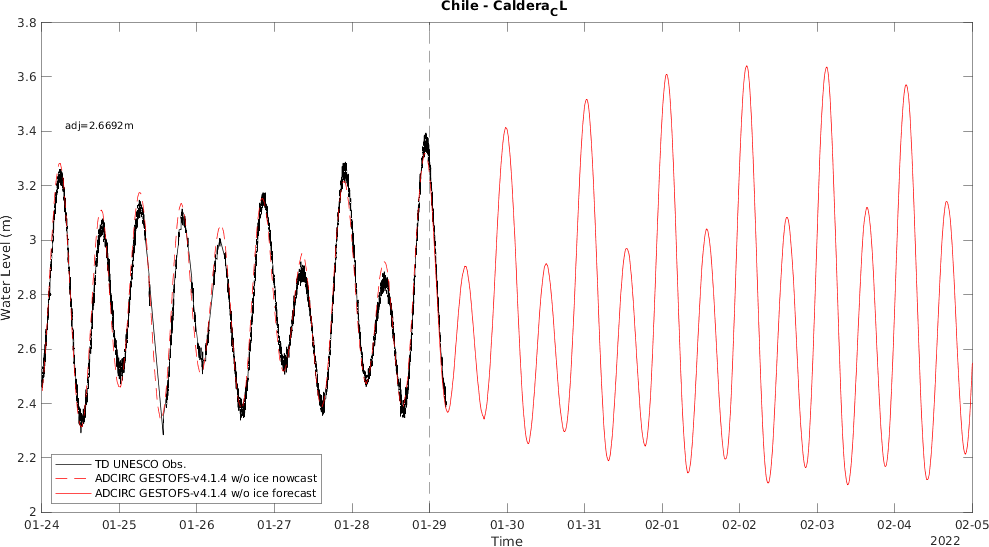 Chile - Caldera_CL
3.8
3.6
3.4
3.2
3
2.8
2.6
2.4
2.2
2
Water Level (m)
adj=2.6692m
TD UNESCO Obs.
ADCIRC GESTOFS-v4.1.4 w/o ice nowcast
ADCIRC GESTOFS-v4.1.4 w/o ice forecast
01-24 01-25 01-26 01-27 01-28 01-29 01-30 01-31 02-01 02-02 02-03 02-04 02-05
Time
2022